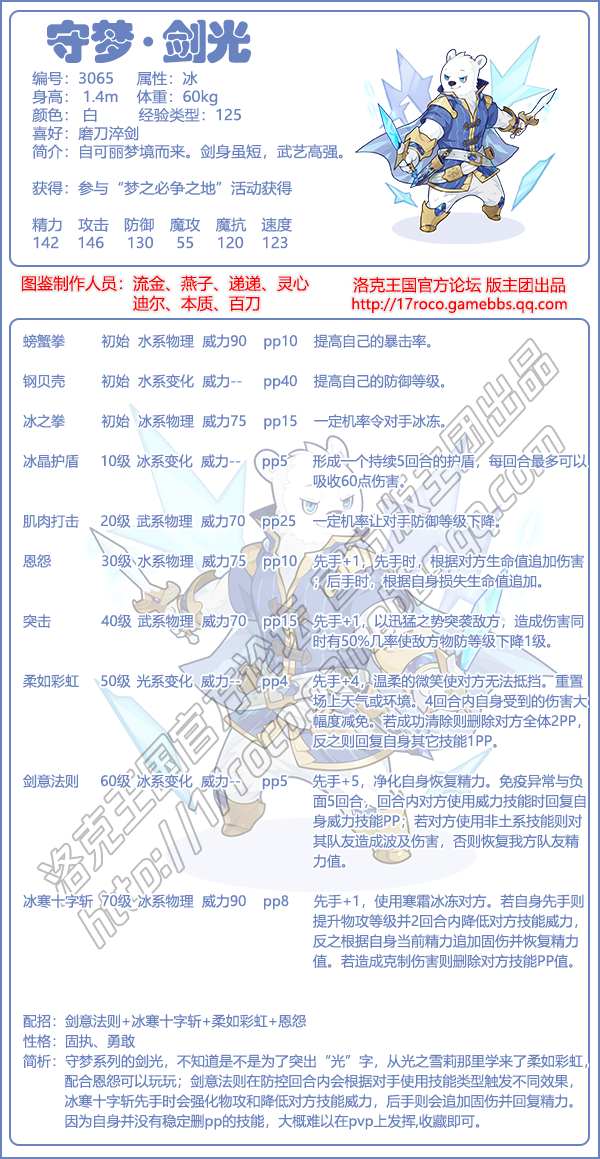 守梦·剑光
编号：3065 属性：冰
身高： 1.4m 体重：60kg
颜色： 白 经验类型：125
喜好：磨刀淬剑
简介：自可丽梦境而来。剑身虽短，武艺高强。
获得：参与“梦之必争之地”活动获得
精力 攻击 防御 魔攻 魔抗 速度
142 146 130 55 120 123
图鉴制作人员：流金、燕子、递递、灵心
迪尔、本质、百刀
洛克王国官方论坛 版主团出品
http://17roco.gamebbs.qq.com
螃蟹拳 初始 水系物理 威力90 pp10 提高自己的暴击率。
钢贝壳 初始 水系变化 威力-- pp40 提高自己的防御等级。
冰之拳 初始 冰系物理 威力75 pp15 一定机率令对手冰冻。
冰晶护盾 10级 冰系变化 威力-- pp5 形成一个持续5回合的护盾，每回合最多可以
吸收60点伤害。
肌肉打击 20级 武系物理 威力70 pp25 一定机率让对手防御等级下降。
恩怨 30级 水系物理 威力75 pp10 先手+1，先手时，根据对方生命值追加伤害
；后手时，根据自身损失生命值追加。
突击 40级 武系物理 威力70 pp15 先手+1，以迅猛之势突袭敌方，造成伤害同
时有50%几率使敌方物防等级下降1级。
柔如彩虹 50级 光系变化 威力-- pp4 先手+4，温柔的微笑使对方无法抵挡。重置
场上天气或环境。4回合内自身受到的伤害大
幅度减免。若成功清除则删除对方全体2PP，
反之则回复自身其它技能1PP。
剑意法则 60级 冰系变化 威力-- pp5 先手+5，净化自身恢复精力。免疫异常与负
面5回合，回合内对方使用威力技能时回复自
身威力技能PP；若对方使用非土系技能则对
其队友造成波及伤害，否则恢复我方队友精
力值。
冰寒十字斩 70级 冰系物理 威力90 pp8 先手+1，使用寒霜冰冻对方。若自身先手则
提升物攻等级并2回合内降低对方技能威力，
反之根据自身当前精力追加固伤并恢复精力
值。若造成克制伤害则删除对方技能PP值。
洛克王国官方论坛 版主团出品
http://17roco.gamebbs.qq.com
配招：剑意法则+冰寒十字斩+柔如彩虹+恩怨
性格：固执、勇敢
简析：守梦系列的剑光，不知道是不是为了突出“光”字，从光之雪莉那里学来了柔如彩虹，
配合恩怨可以玩玩；剑意法则在防控回合内会根据对手使用技能类型触发不同效果，
冰寒十字斩先手时会强化物攻和降低对方技能威力，后手则会追加固伤并回复精力。
因为自身并没有稳定删pp的技能，大概难以在pvp上发挥,收藏即可。